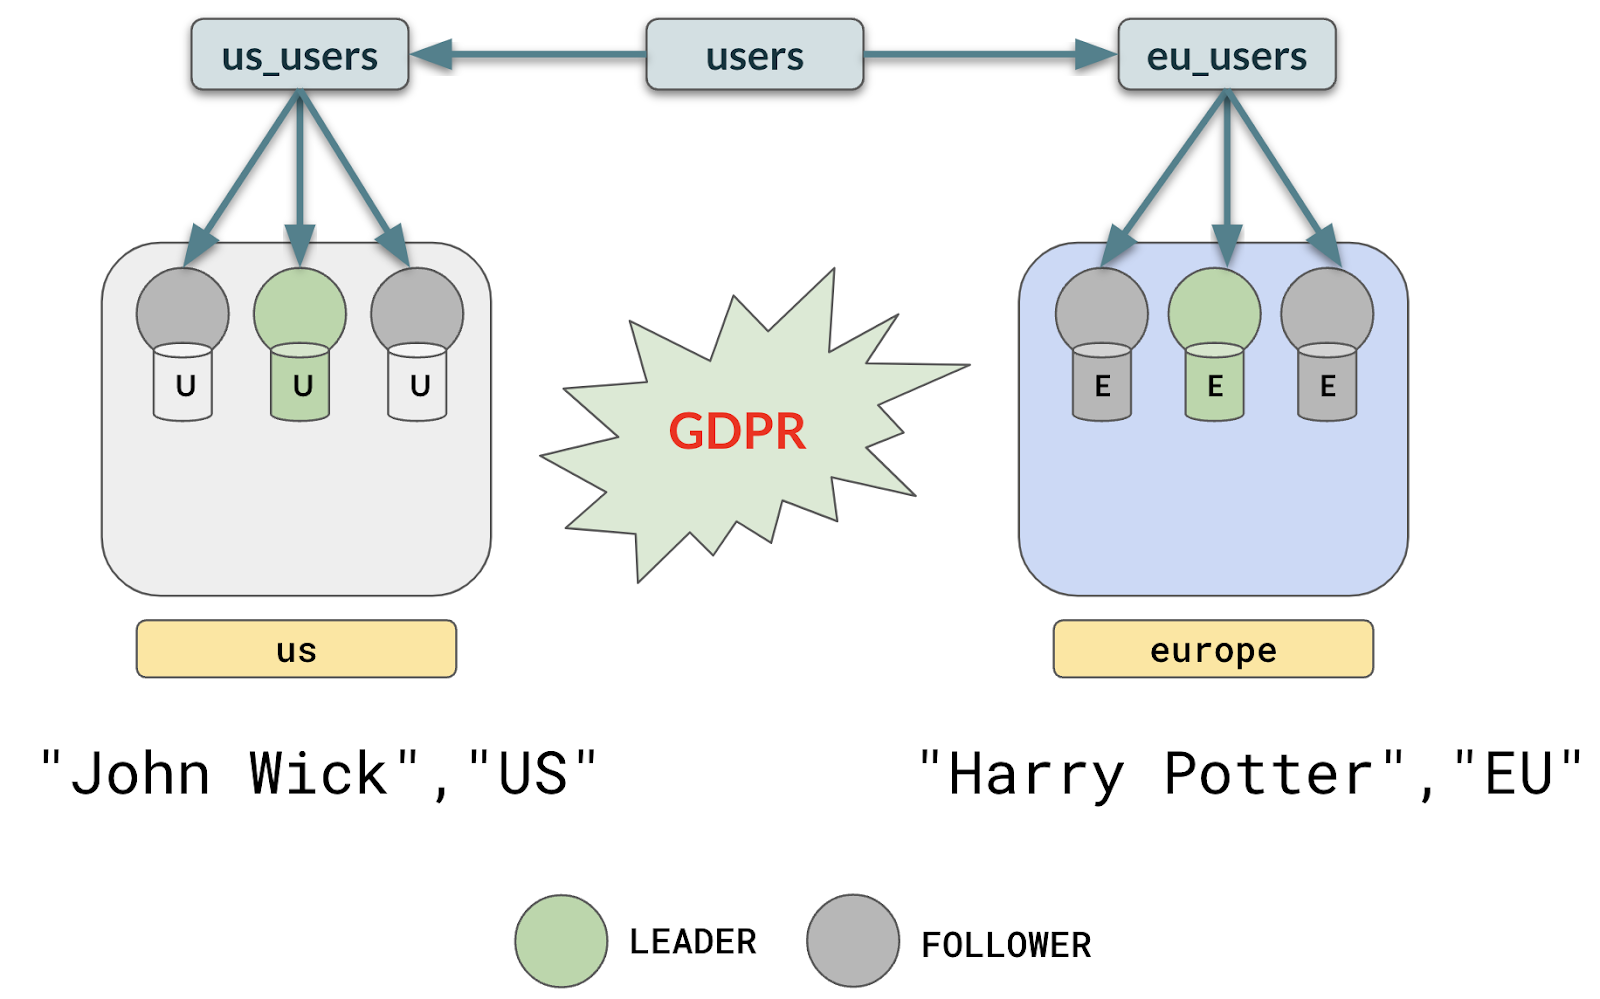 us_users
users
eu_users
U
U
U
E
E
E
GDPR
us
europe
"John Wick","US"
"Harry Potter","EU"
LEADER
FOLLOWER